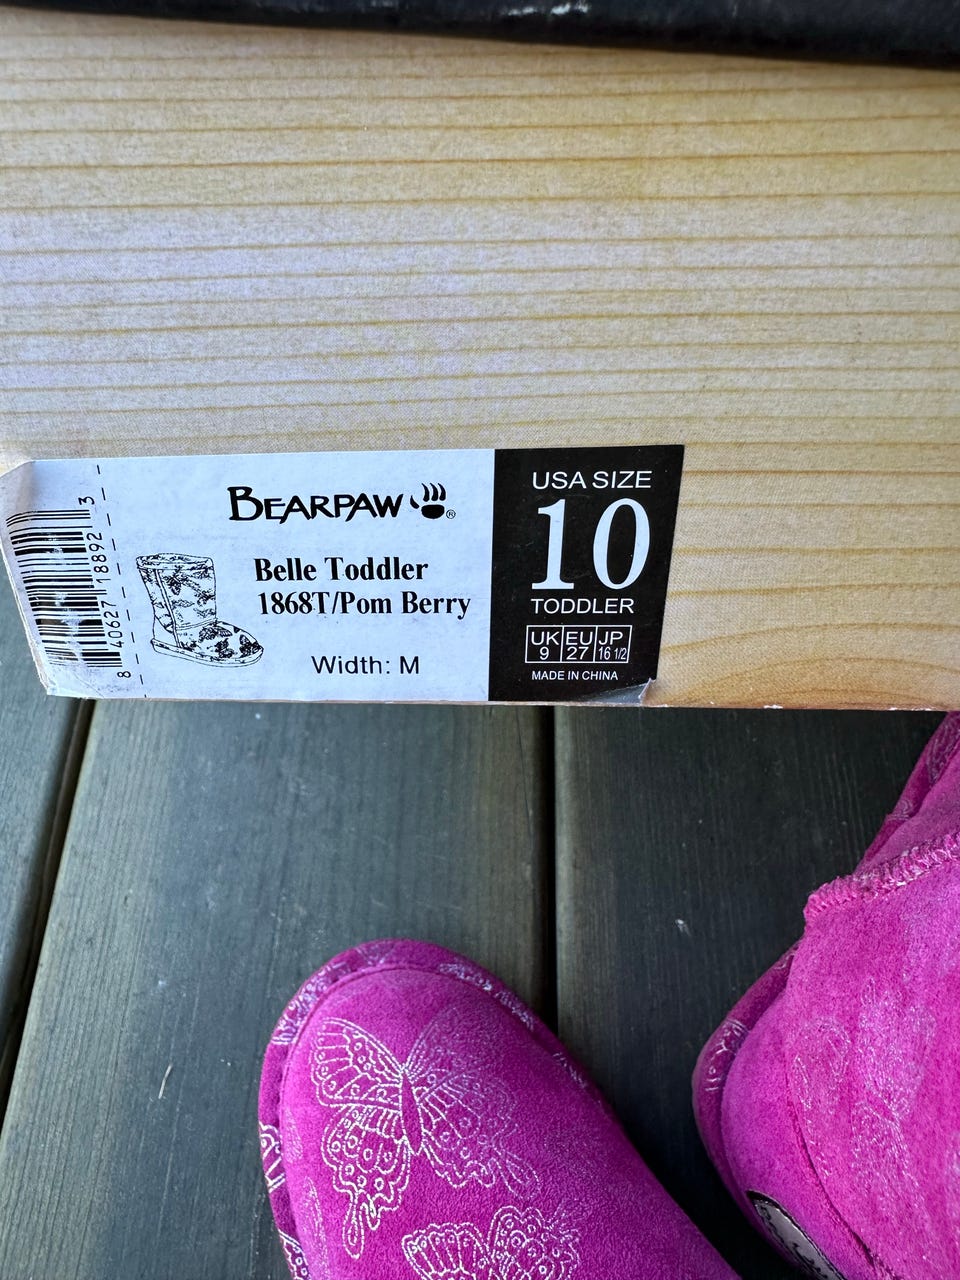 BEARPAW®
Belle Toddler
1868T/Pom Berry
Width: M
8 40627 18892 3
USA SIZE
10
TODDLER
UK EU JP
9 27 16 1/2
MADE IN CHINA